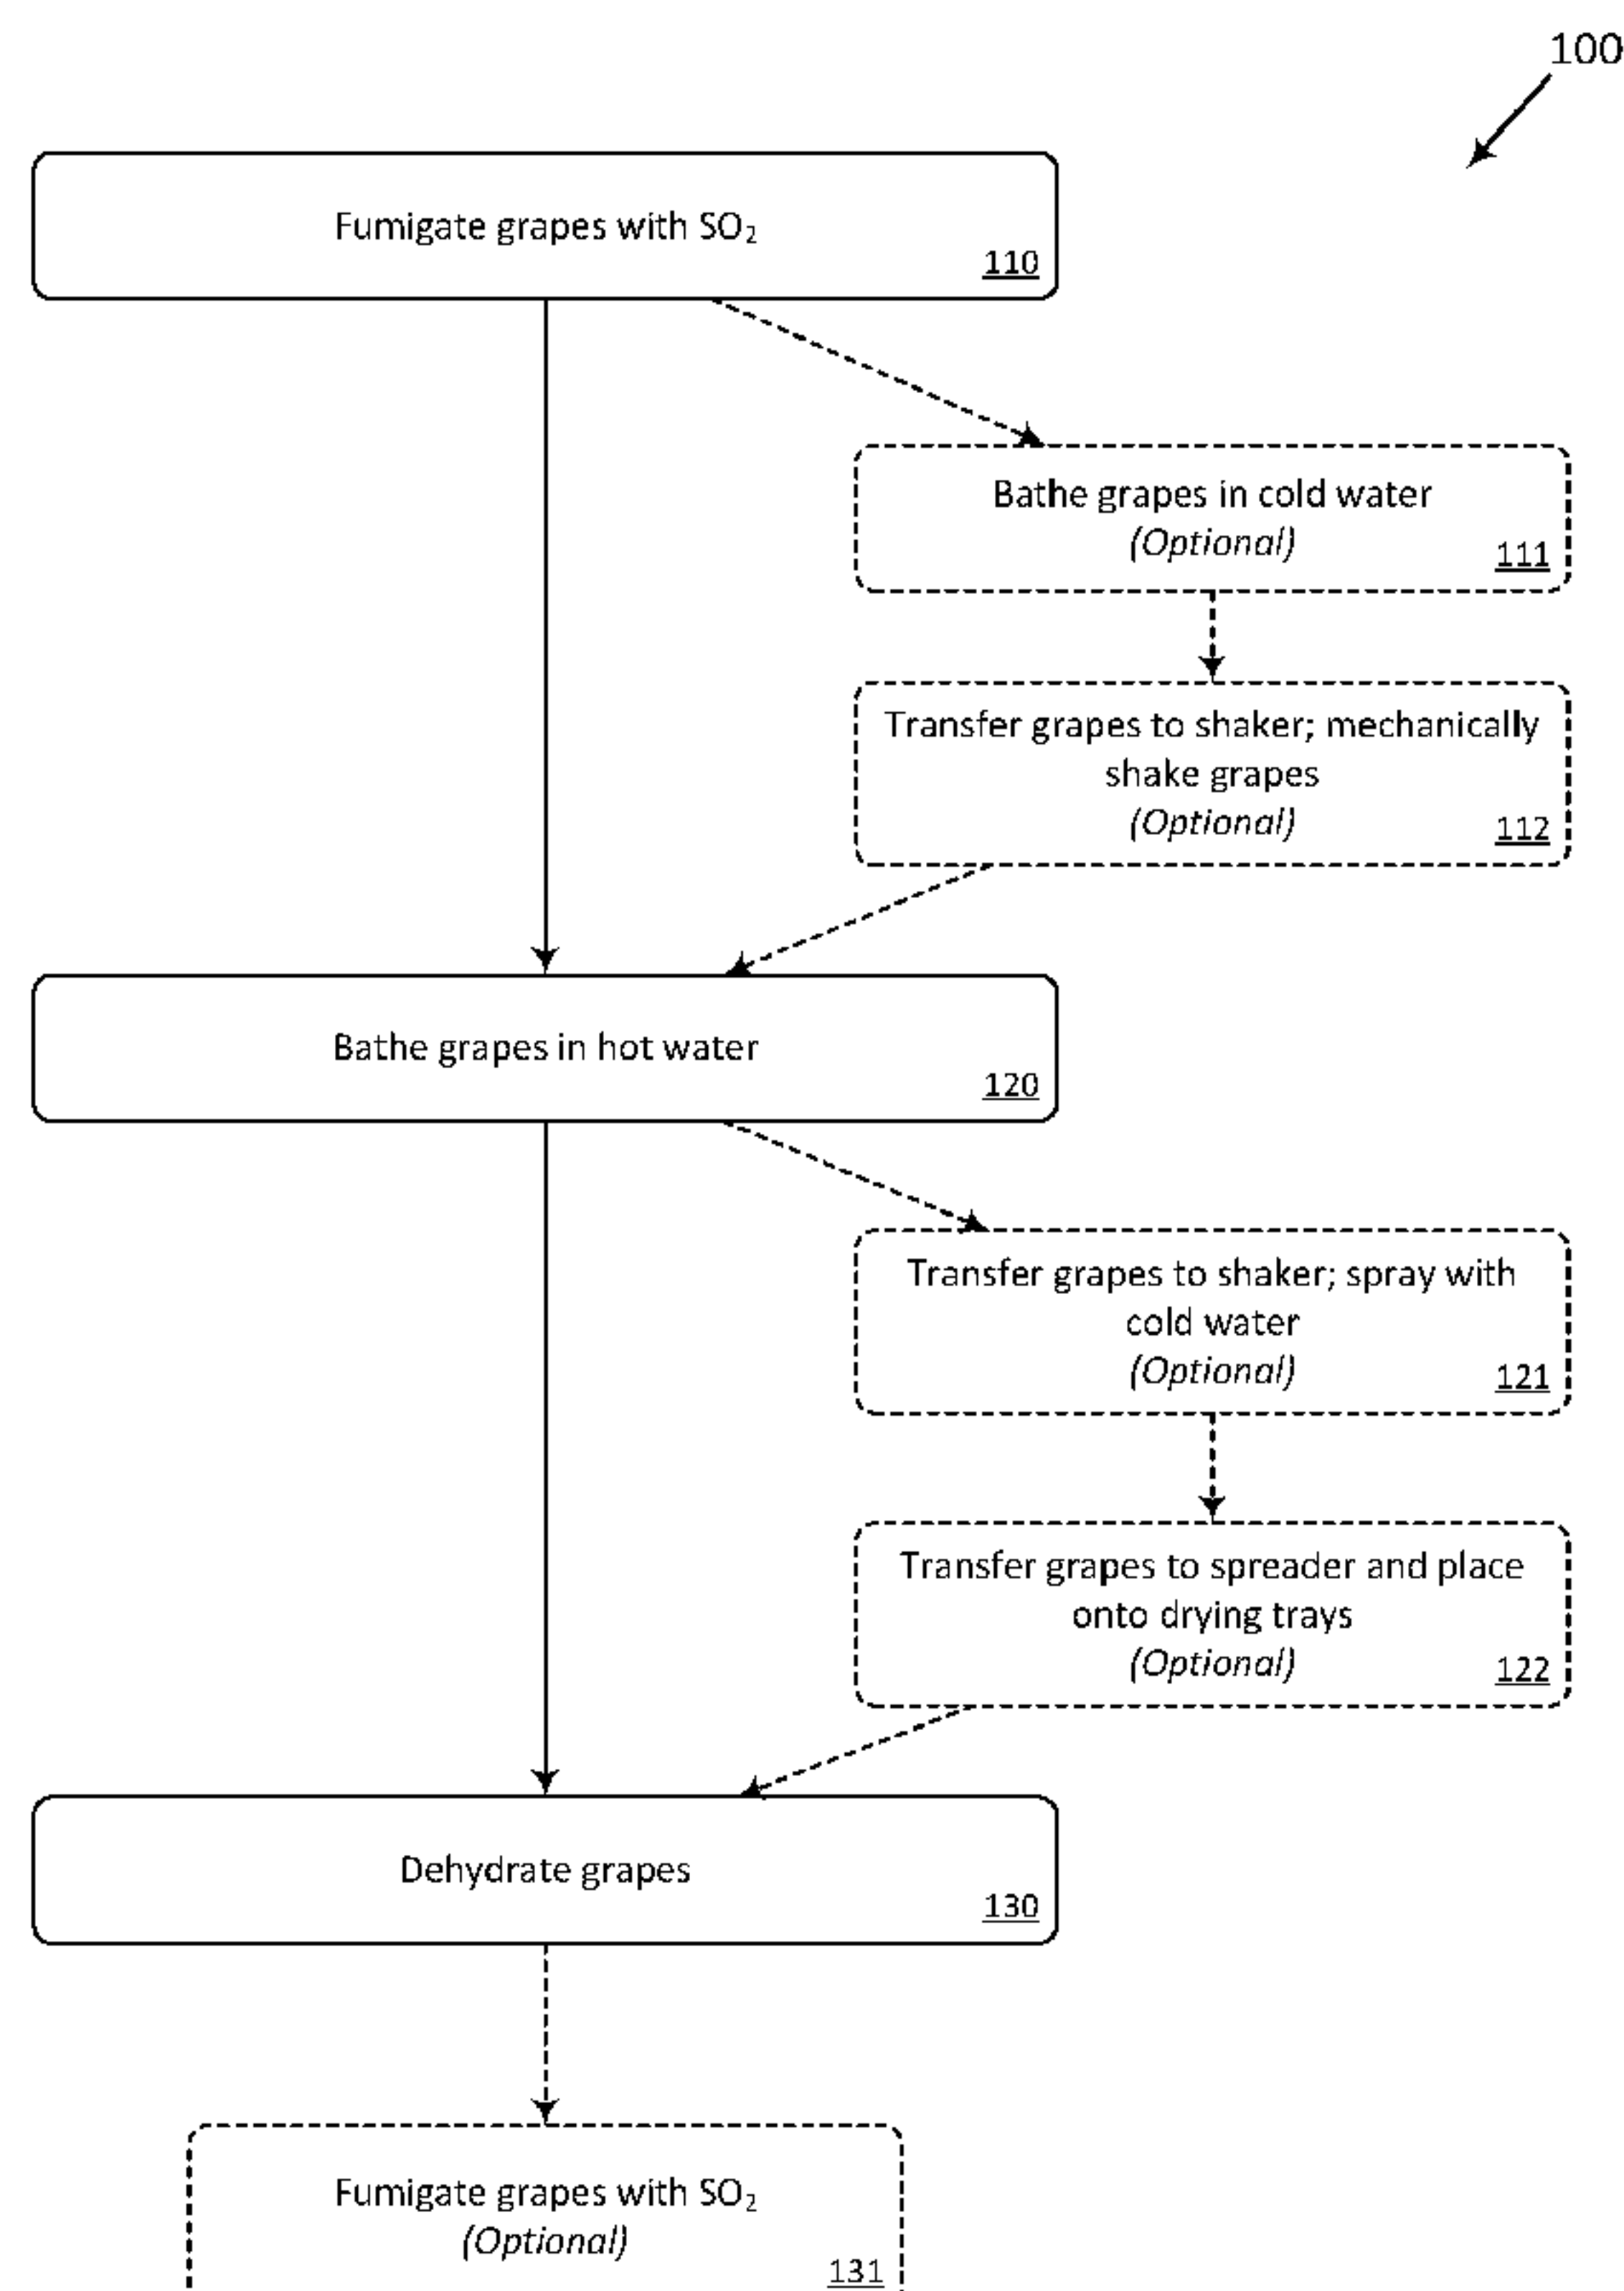 100
Fumigate grapes with SO₂
110
Bathe grapes in cold water
(Optional)
111
Transfer grapes to shaker; mechanically
shake grapes
(Optional)
112
Bathe grapes in hot water
120
Transfer grapes to shaker; spray with
cold water
(Optional)
121
Transfer grapes to spreader and place
onto drying trays
(Optional)
122
Dehydrate grapes
130
Fumigate grapes with SO₂
(Optional)
131